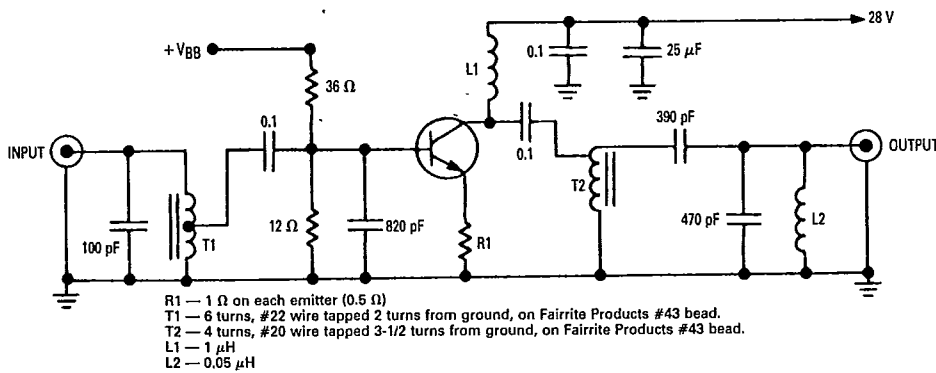 28 V
+ VBB
36 Ω
L1
0.1
25 μF
0.1
0.1
390 pF
INPUT
OUTPUT
100 pF
T1
12 Ω
820 pF
R1
T2
470 pF
L2
R1 — 1 Ω on each emitter (0.5 Ω)
T1 — 6 turns, #22 wire tapped 2 turns from ground, on Fairrite Products #43 bead.
T2 — 4 turns, #20 wire tapped 3-1/2 turns from ground, on Fairrite Products #43 bead.
L1 — 1 μH
L2 — 0.05 μH